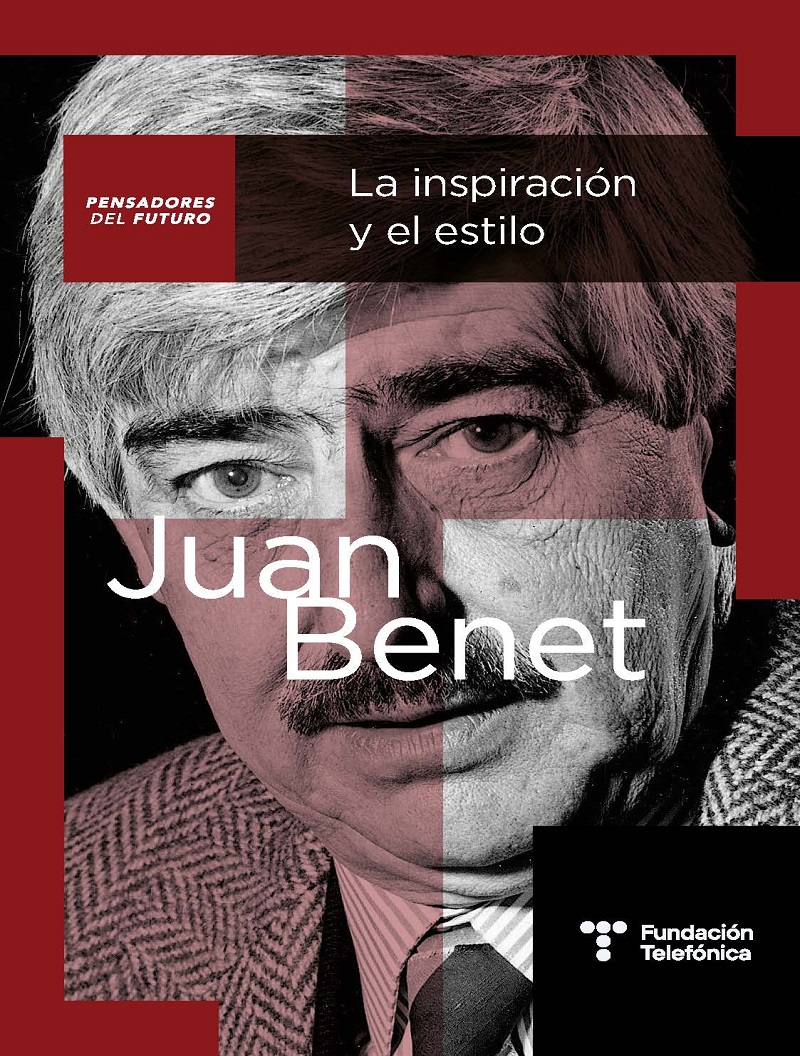 PENSADORES
DEL FUTURO
La inspiración
y el estilo
Juan
Benet
Fundación
Telefónica